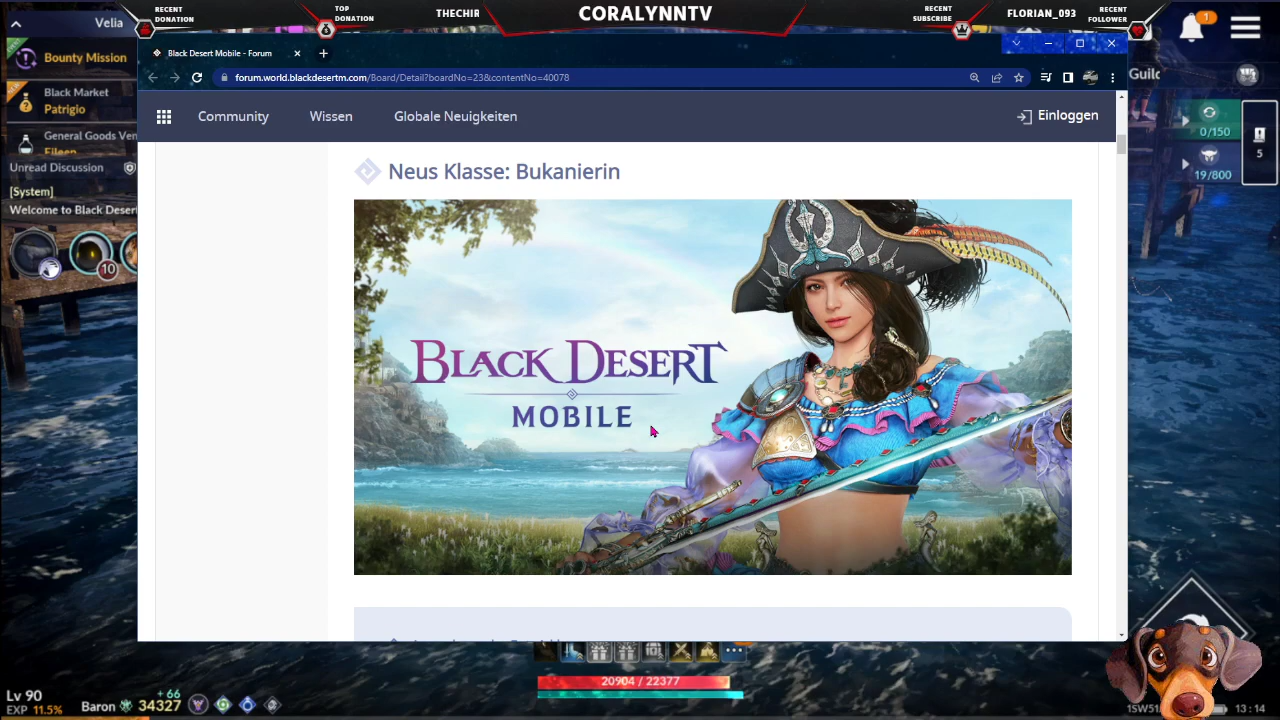 RECENT
DONATION
TOP
DONATION
THECHIR
CORALYNNTV
RECENT
SUBSCRIBE
FLORIAN_093
RECENT
FOLLOWER
Velia
1
Bounty Mission
Black Market
Patrigio
General Goods Ven
Eileen
Unread Discussion
[System]
Welcome to Black Desert
10
Guild
0/150
5
19/800
Black Desert Mobile - Forum
forum.world.blackdesertm.com/Board/Detail?boardNo=23&contentNo=40078
Community
Wissen
Globale Neuigkeiten
Einloggen
Neus Klasse: Bukanierin
BLACK DESERT
MOBILE
20904 / 22377
Lv 90
EXP 11.5%
Baron
+ 66
34327
13 : 14